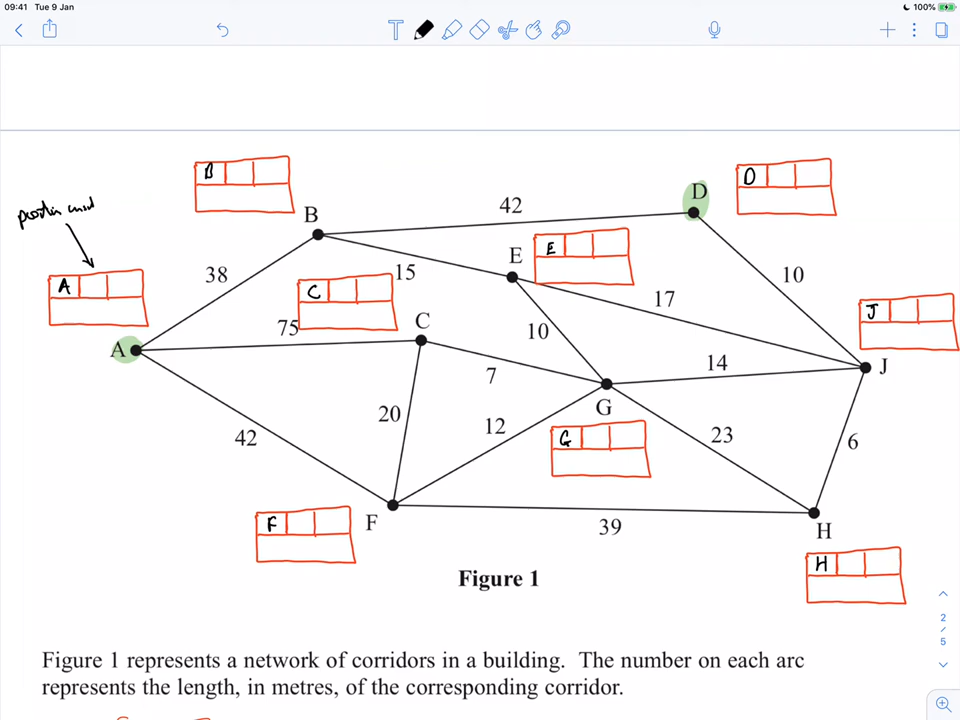 09:41 Tue 9 Jan
100%
T
B
D
B
42
D
E
E
38
15
10
A
C
17
J
75
C
10
A
14
J
7
G
20
12
G
42
23
6
F
F
39
H
H
Figure 1
2
/
5
Figure 1 represents a network of corridors in a building. The number on each arc
represents the length, in metres, of the corresponding corridor.